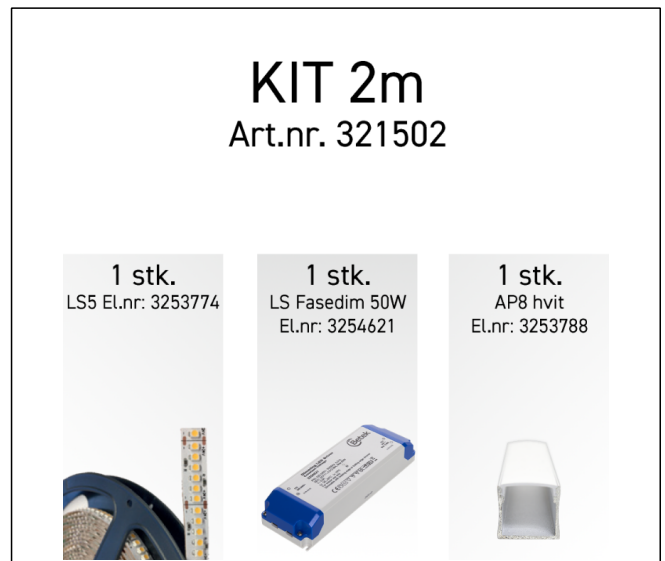 KIT 2m
Art.nr. 321502
1 stk.
LS5 El.nr: 3253774
1 stk.
LS Fasedim 50W
El.nr: 3254621
1 stk.
AP8 hvit
El.nr: 3253788